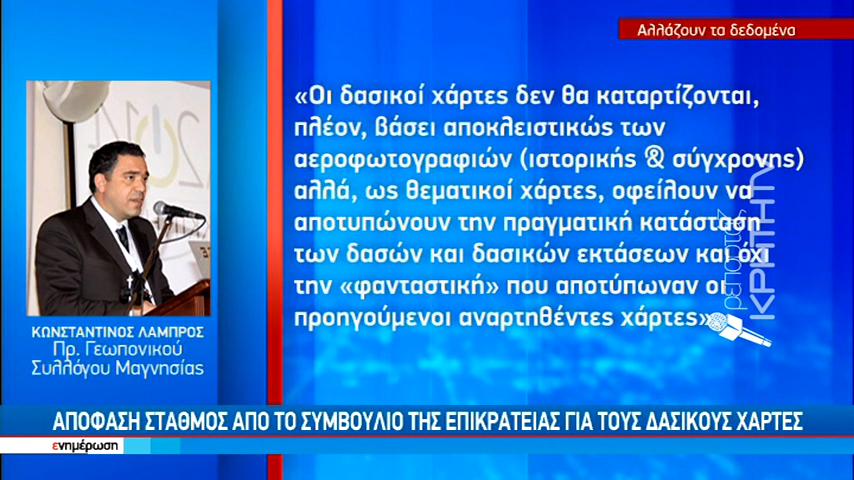 Αλλάζουν τα δεδομένα
«Οι δασικοί χάρτες δεν θα καταρτίζονται,
πλέον, βάσει αποκλειστικώς των
αεροφωτογραφιών (ιστορικής & σύγχρονης)
αλλά, ως θεματικοί χάρτες, οφείλουν να
αποτυπώνουν την πραγματική κατάσταση
των δασών και δασικών εκτάσεων και όχι
την «φανταστική» που αποτύπωναν οι
προηγούμενοι αναρτηθέντες χάρτες»
ρεπορταζ
ΚΡΗΤΗ TV
2014
ΚΩΝΣΤΑΝΤΙΝΟΣ ΛΑΜΠΡΟΣ
Πρ. Γεωπονικού
Συλλόγου Μαγνησίας
ΑΠΟΦΑΣΗ ΣΤΑΘΜΟΣ ΑΠΟ ΤΟ ΣΥΜΒΟΥΛΙΟ ΤΗΣ ΕΠΙΚΡΑΤΕΙΑΣ ΓΙΑ ΤΟΥΣ ΔΑΣΙΚΟΥΣ ΧΑΡΤΕΣ
ενημέρωση